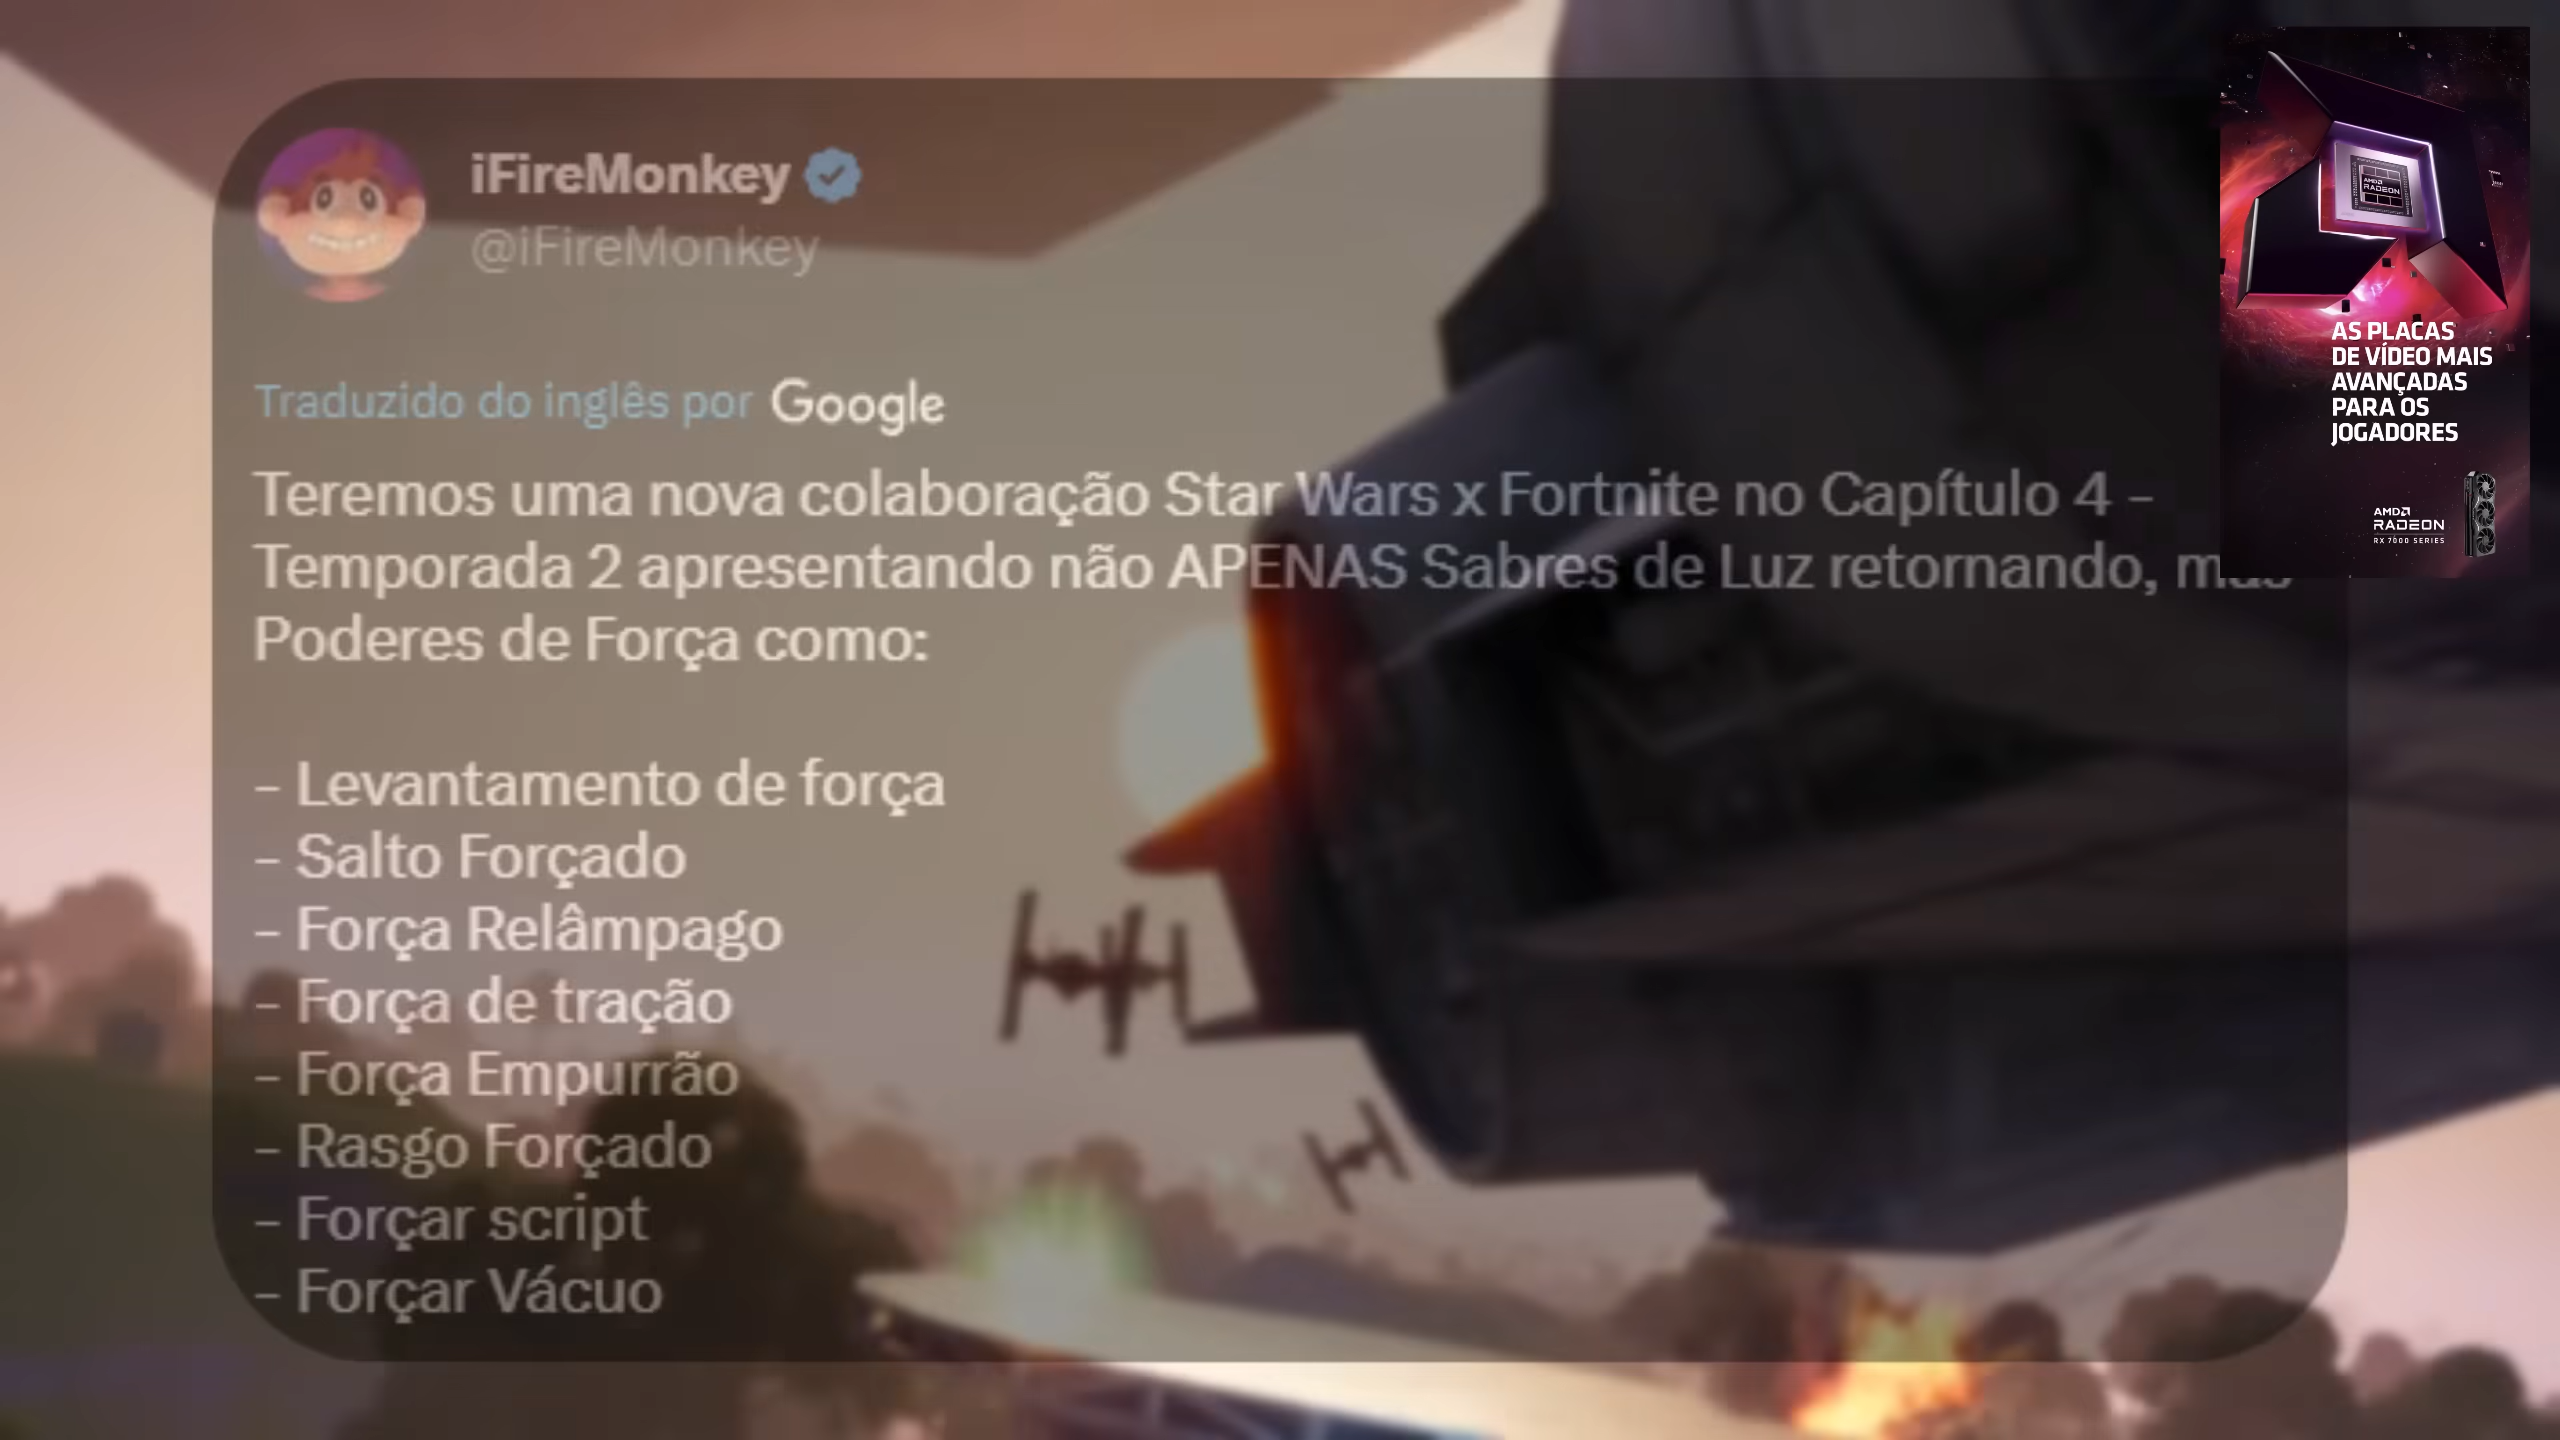 iFireMonkey
@iFireMonkey
Traduzido do inglês por Google
Teremos uma nova colaboração Star Wars x Fortnite no Capítulo 4 -
Temporada 2 apresentando não APENAS Sabres de Luz retornando, mas
Poderes de Força como:
- Levantamento de força
- Salto Forçado
- Força Relâmpago
- Força de tração
- Força Empurrão
- Rasgo Forçado
- Forçar script
- Forçar Vácuo
AMD
RADEON
AS PLACAS
DE VÍDEO MAIS
AVANÇADAS
PARA OS
JOGADORES
AMD
RADEON
RX 7000 SERIES